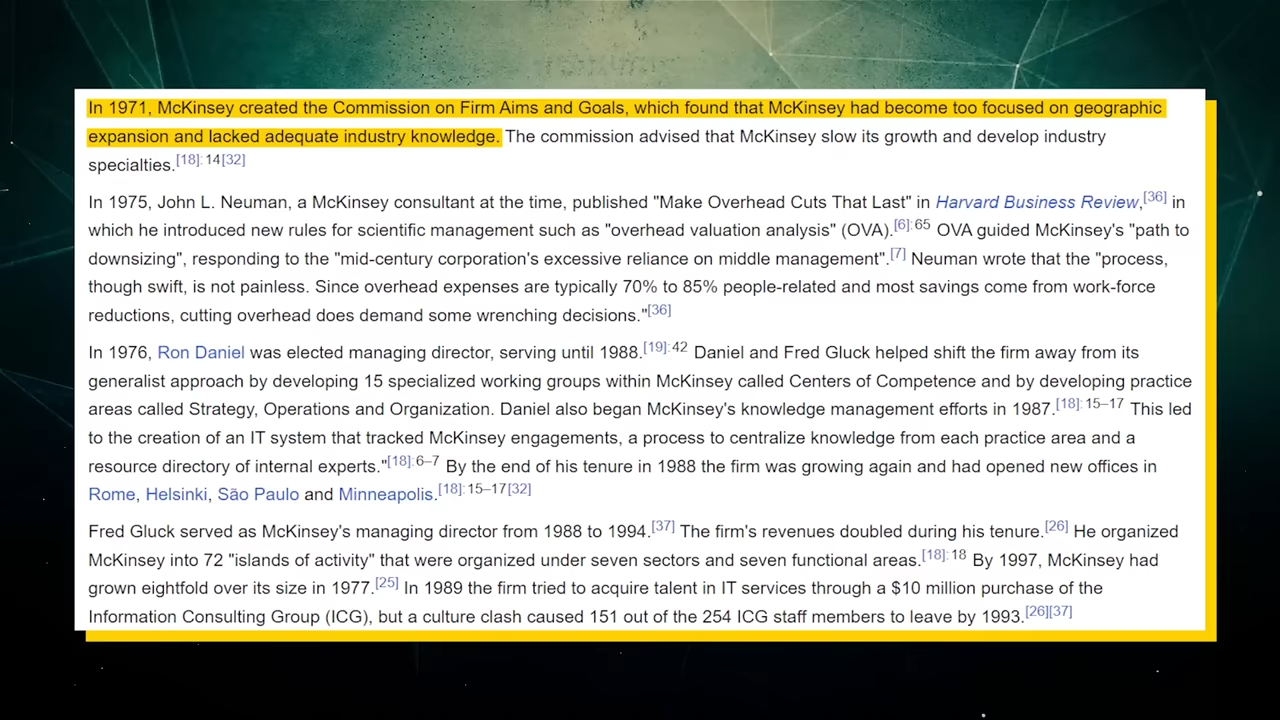 In 1971, McKinsey created the Commission on Firm Aims and Goals, which found that McKinsey had become too focused on geographic
expansion and lacked adequate industry knowledge. The commission advised that McKinsey slow its growth and develop industry
specialties.[18]:14[32]
In 1975, John L. Neuman, a McKinsey consultant at the time, published "Make Overhead Cuts That Last" in Harvard Business Review,[36] in
which he introduced new rules for scientific management such as "overhead valuation analysis" (OVA).[6]:65 OVA guided McKinsey's "path to
downsizing", responding to the "mid-century corporation's excessive reliance on middle management".[7] Neuman wrote that the "process,
though swift, is not painless. Since overhead expenses are typically 70% to 85% people-related and most savings come from work-force
reductions, cutting overhead does demand some wrenching decisions."[36]
In 1976, Ron Daniel was elected managing director, serving until 1988.[19]:42 Daniel and Fred Gluck helped shift the firm away from its
generalist approach by developing 15 specialized working groups within McKinsey called Centers of Competence and by developing practice
areas called Strategy, Operations and Organization. Daniel also began McKinsey's knowledge management efforts in 1987.[18]:15–17 This led
to the creation of an IT system that tracked McKinsey engagements, a process to centralize knowledge from each practice area and a
resource directory of internal experts."[18]:6–7 By the end of his tenure in 1988 the firm was growing again and had opened new offices in
Rome, Helsinki, São Paulo and Minneapolis.[18]:15–17[32]
Fred Gluck served as McKinsey's managing director from 1988 to 1994.[37] The firm's revenues doubled during his tenure.[26] He organized
McKinsey into 72 "islands of activity" that were organized under seven sectors and seven functional areas.[18]:18 By 1997, McKinsey had
grown eightfold over its size in 1977.[25] In 1989 the firm tried to acquire talent in IT services through a $10 million purchase of the
Information Consulting Group (ICG), but a culture clash caused 151 out of the 254 ICG staff members to leave by 1993.[26][37]